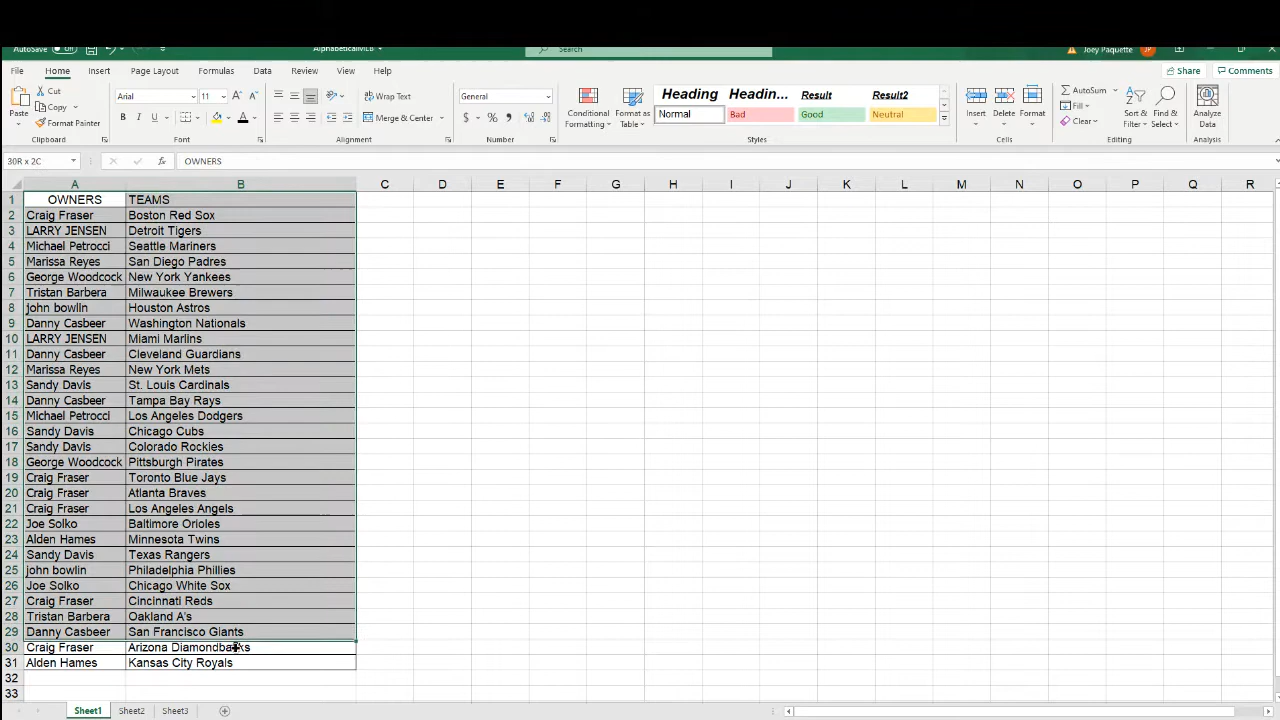 AutoSave Off AlphabeticalMLB Search Joey Paquette JP
File Home Insert Page Layout Formulas Data Review View Help Share Comments
Paste Cut Copy Format Painter Clipboard
Arial 11 A A B I U A Font
Wrap Text Merge & Center Alignment
General $ % Number
Conditional Formatting Format as Table
Heading Headin... Result Result2
Normal Bad Good Neutral Styles
Insert Delete Format Cells
AutoSum Fill Clear Sort & Filter Find & Select Editing
Analyze Data Analysis
30R x 2C fx OWNERS
A B C D E F G H I J K L M N O P Q R
1 OWNERS TEAMS
2 Craig Fraser Boston Red Sox
3 LARRY JENSEN Detroit Tigers
4 Michael Petrocci Seattle Mariners
5 Marissa Reyes San Diego Padres
6 George Woodcock New York Yankees
7 Tristan Barbera Milwaukee Brewers
8 john bowlin Houston Astros
9 Danny Casbeer Washington Nationals
10 LARRY JENSEN Miami Marlins
11 Danny Casbeer Cleveland Guardians
12 Marissa Reyes New York Mets
13 Sandy Davis St. Louis Cardinals
14 Danny Casbeer Tampa Bay Rays
15 Michael Petrocci Los Angeles Dodgers
16 Sandy Davis Chicago Cubs
17 Sandy Davis Colorado Rockies
18 George Woodcock Pittsburgh Pirates
19 Craig Fraser Toronto Blue Jays
20 Craig Fraser Atlanta Braves
21 Craig Fraser Los Angeles Angels
22 Joe Solko Baltimore Orioles
23 Alden Hames Minnesota Twins
24 Sandy Davis Texas Rangers
25 john bowlin Philadelphia Phillies
26 Joe Solko Chicago White Sox
27 Craig Fraser Cincinnati Reds
28 Tristan Barbera Oakland A's
29 Danny Casbeer San Francisco Giants
30 Craig Fraser Arizona Diamondbacks
31 Alden Hames Kansas City Royals
32
33
Sheet1 Sheet2 Sheet3